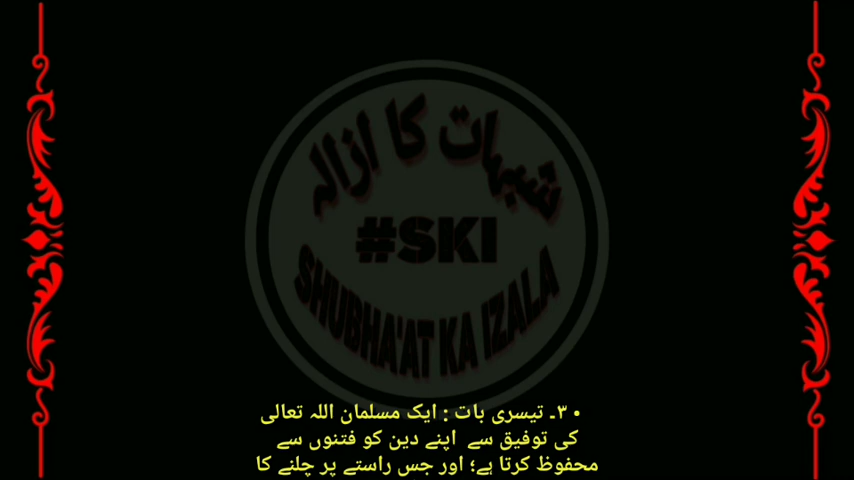 شبہات کا ازالہ
#SKI
SHUBHA'AT KA IZALA
• ۳۔ تیسری بات : ایک مسلمان اللہ تعالی
کی توفیق سے اپنے دین کو فتنوں سے
محفوظ کرتا ہے؛ اور جس راستے پر چلنے کا